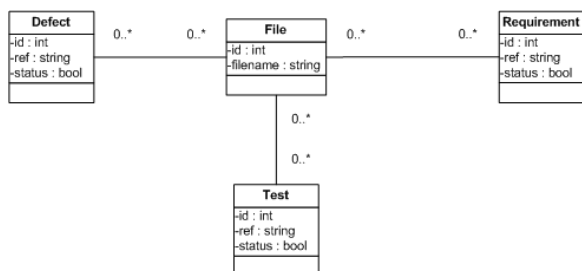 Defect
-id : int
-ref : string
-status : bool
0..*
0..*
File
-id : int
-filename : string
0..*
0..*
Requirement
-id : int
-ref : string
-status : bool
0..*
0..*
Test
-id : int
-ref : string
-status : bool